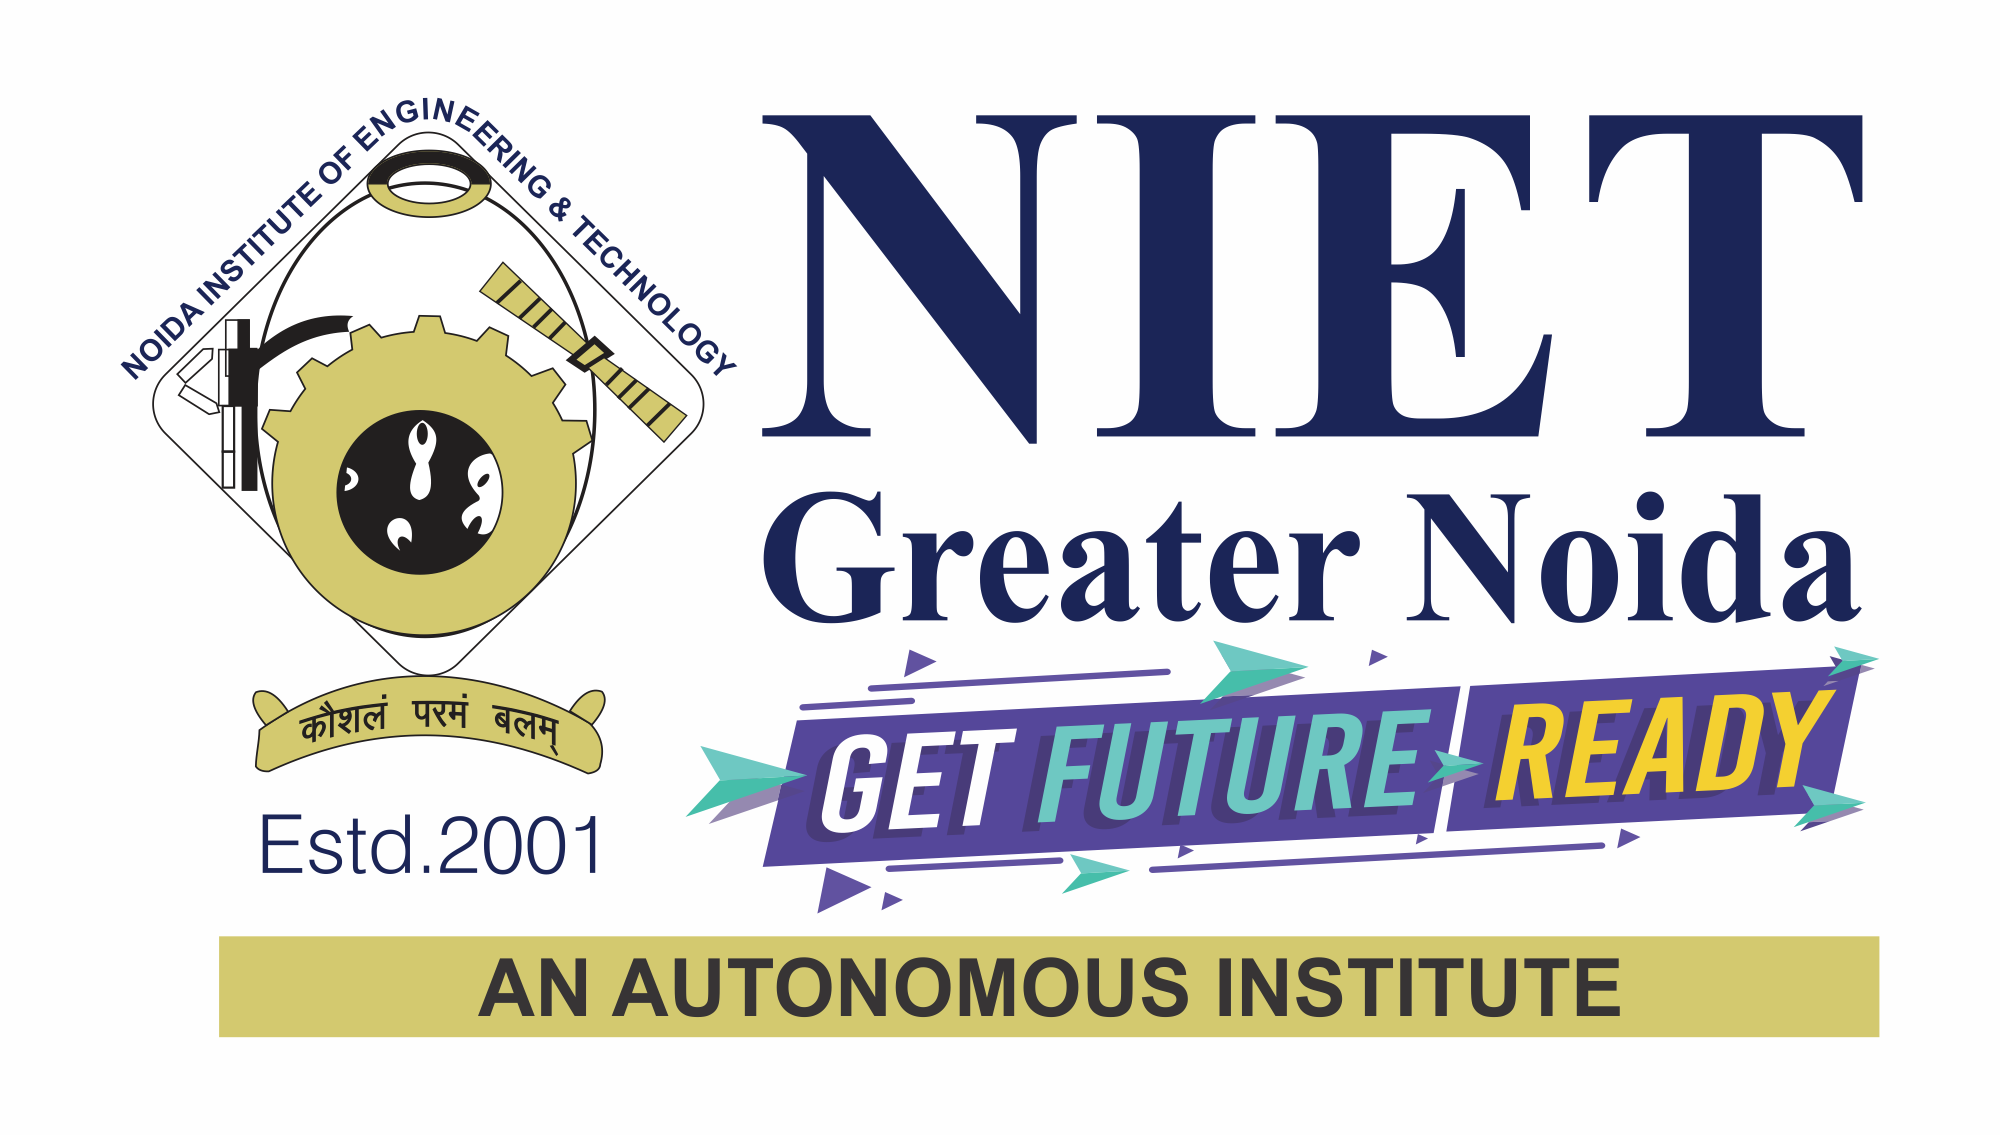 NOIDA INSTITUTE OF ENGINEERING & TECHNOLOGY
कौशलं परमं बलम्
Estd.2001
NIET
Greater Noida
GET FUTURE READY
AN AUTONOMOUS INSTITUTE